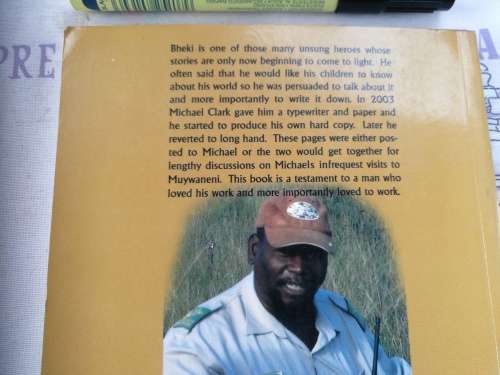 PRE
A
Bheki is one of those many unsung heroes whose
stories are only now beginning to come to light. He
often said that he would like his children to know
about his world so he was persuaded to talk about it
and more importantly to write it down. In 2003
Michael Clark gave him a typewriter and paper and
he started to produce his own hard copy. Later he
reverted to long hand. These pages were either pos-
ted to Michael or the two would get together for
lengthy discussions on Michaels infrequest visits to
Muywaneni. This book is a testament to a man who
loved his work and more importantly loved to work.